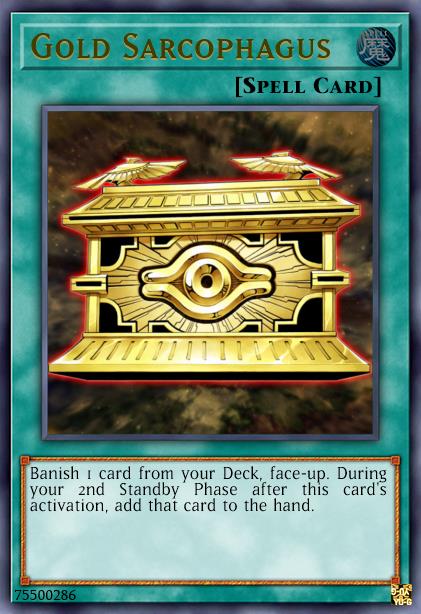 Gold Sarcophagus
魔
[Spell Card]
Banish 1 card from your Deck, face-up. During
your 2nd Standby Phase after this card's
activation, add that card to the hand.
75500286